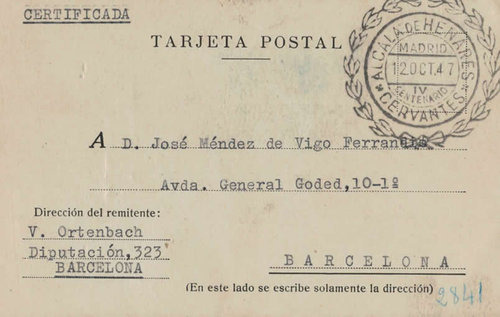 CERTIFICADA
TARJETA POSTAL
ALCALA DE HENARES
MADRID
12 OCT.47
IV
CENTENARIO
CERVANTES
A D. José Méndez de Vigo Ferrandis
Avda. General Goded,10-1º
Dirección del remitente:
V. Ortenbach
Diputación,323
BARCELONA
BARCELONA
(En este lado se escribe solamente la dirección)
2841